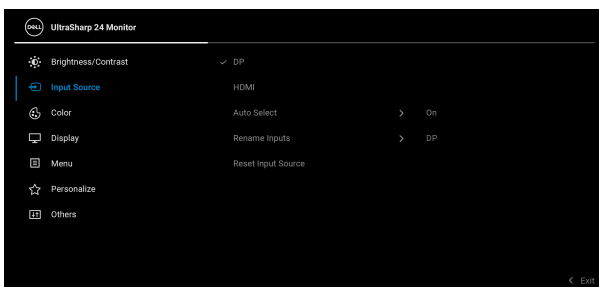 DELL UltraSharp 24 Monitor
Brightness/Contrast DP
Input Source HDMI
Color Auto Select On
Display Rename Inputs DP
Menu Reset Input Source
Personalize
Others
Exit